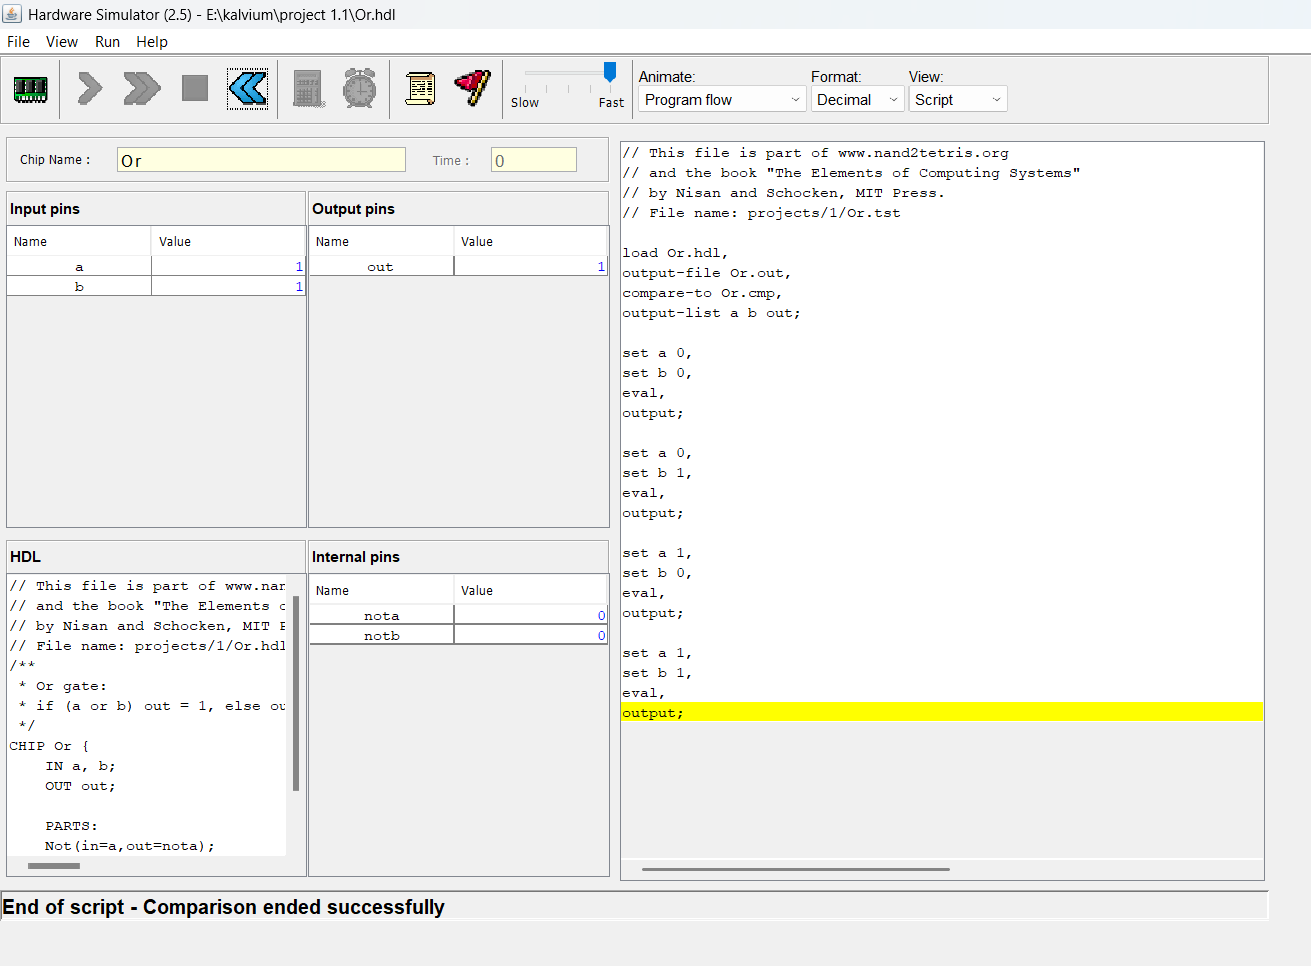 Hardware Simulator (2.5) - E:\kalvium\project 1.1\Or.hdl
File View Run Help
Slow Fast
Animate: Format: View:
Program flow Decimal Script
Chip Name : Or Time : 0
Input pins
Name Value
a 1
b 1
Output pins
Name Value
out 1
HDL
// This file is part of www.nan
// and the book "The Elements o
// by Nisan and Schocken, MIT P
// File name: projects/1/Or.hdl
/**
* Or gate:
* if (a or b) out = 1, else ou
*/
CHIP Or {
IN a, b;
OUT out;
PARTS:
Not(in=a,out=nota);
Internal pins
Name Value
nota 0
notb 0
// This file is part of www.nand2tetris.org
// and the book "The Elements of Computing Systems"
// by Nisan and Schocken, MIT Press.
// File name: projects/1/Or.tst
load Or.hdl,
output-file Or.out,
compare-to Or.cmp,
output-list a b out;
set a 0,
set b 0,
eval,
output;
set a 0,
set b 1,
eval,
output;
set a 1,
set b 0,
eval,
output;
set a 1,
set b 1,
eval,
output;
End of script - Comparison ended successfully